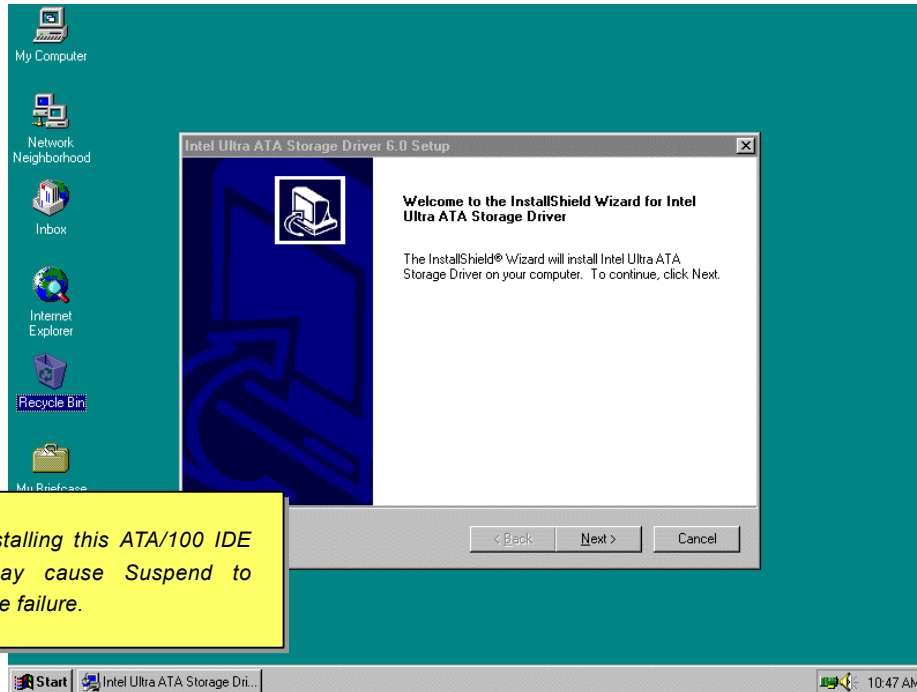 My Computer
Network
Neighborhood
Inbox
Internet
Explorer
Recycle Bin
My Briefcase
Intel Ultra ATA Storage Driver 6.0 Setup
Welcome to the InstallShield Wizard for Intel
Ultra ATA Storage Driver
The InstallShield® Wizard will install Intel Ultra ATA
Storage Driver on your computer. To continue, click Next.
< Back
Next >
Cancel
stalling this ATA/100 IDE
ay cause Suspend to
e failure.
Start
Intel Ultra ATA Storage Dri...
10:47 AM